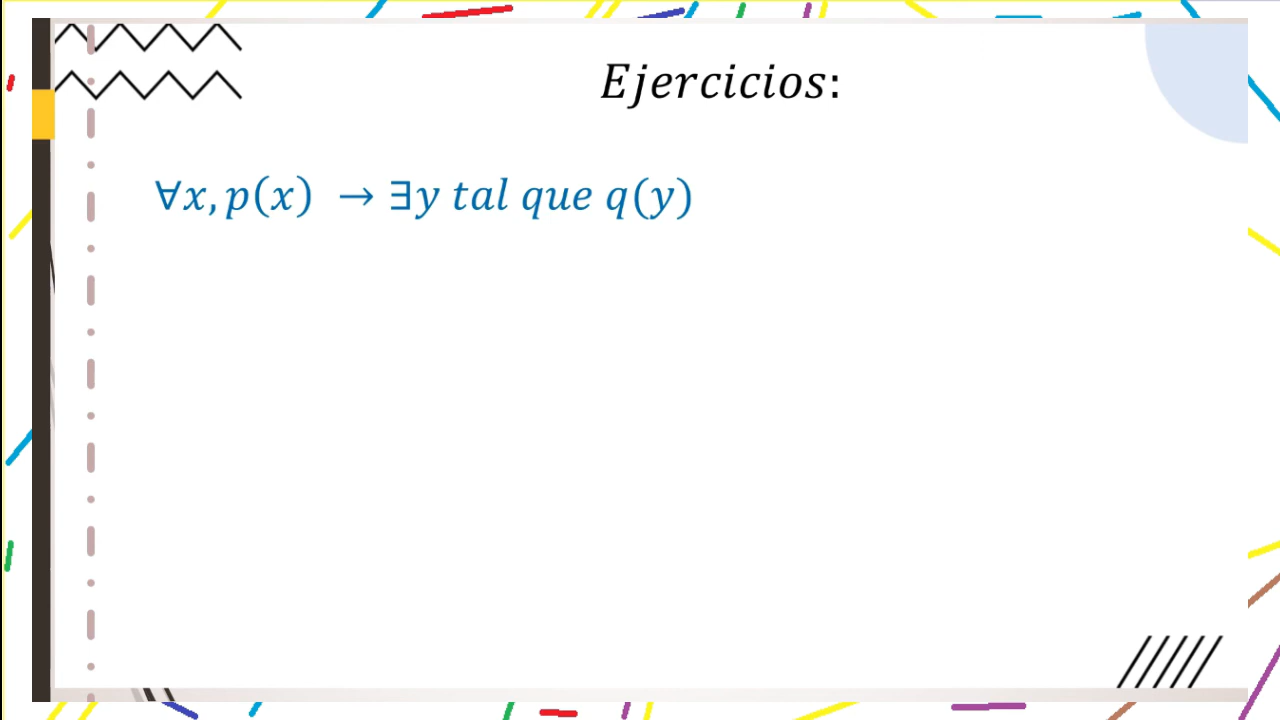 Ejercicios:
∀x, p(x) → ∃y tal que q(y)